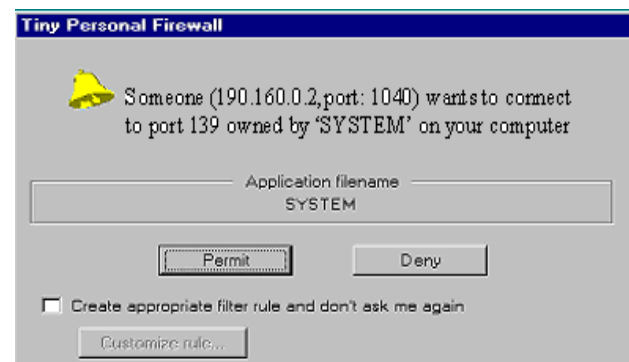 Tiny Personal Firewall
Someone (190.160.0.2,port: 1040) wants to connect
to port 139 owned by ‘SYSTEM’ on your computer
Application filename
SYSTEM
Permit
Deny
Create appropriate filter rule and don't ask me again
Customize rule...